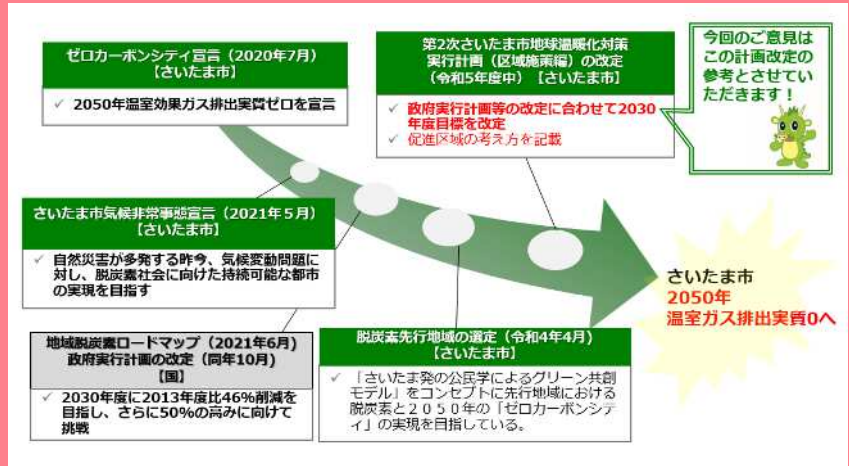 ゼロカーボンシティ宣言（2020年7月）
【さいたま市】
✓ 2050年温室効果ガス排出実質ゼロを宣言
第2次さいたま市地球温暖化対策
実行計画（区域施策編）の改定
（令和5年度中）【さいたま市】
✓ 政府実行計画等の改定に合わせて2030
年度目標を改定
✓ 促進区域の考え方を記載
今回のご意見は
この計画改定の
参考とさせてい
ただきます！
さいたま市気候非常事態宣言（2021年５月）
【さいたま市】
✓ 自然災害が多発する昨今、気候変動問題に
対し、脱炭素社会に向けた持続可能な都市
の実現を目指す
地域脱炭素ロードマップ（2021年6月）
政府実行計画の改定（同年10月）
【国】
✓ 2030年度に2013年度比46%削減を
目指し、さらに50%の高みに向けて
挑戦
脱炭素先行地域の選定（令和4年4月）
【さいたま市】
✓ 「さいたま発の公民学によるグリーン共創
モデル」をコンセプトに先行地域における
脱炭素と２０５０年の「ゼロカーボンシテ
ィ」の実現を目指している。
さいたま市
2050年
温室ガス排出実質0へ